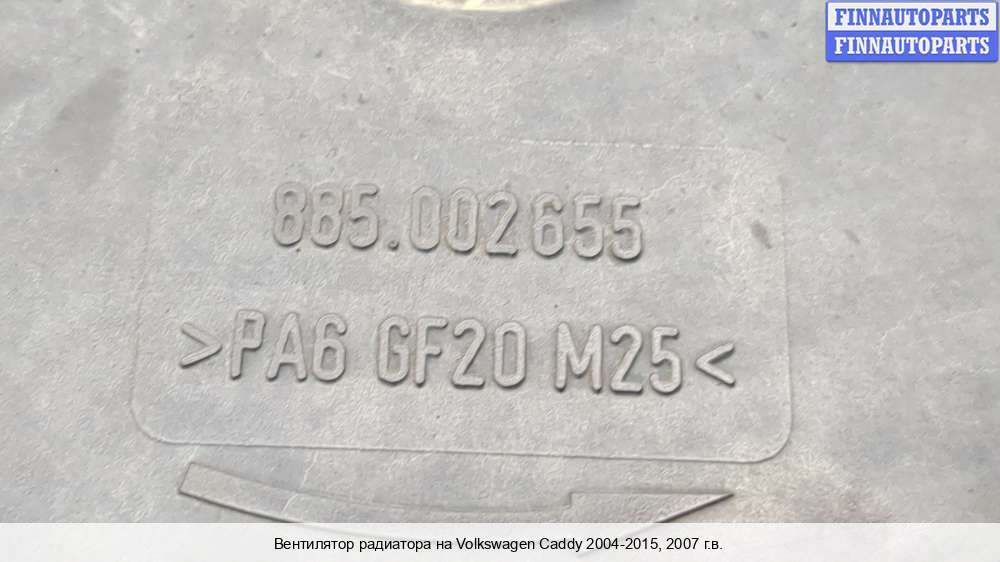 FINNAUTOPARTS
FINNAUTOPARTS
885.002655
>PA6 GF20 M25<
Вентилятор радиатора на Volkswagen Caddy 2004-2015, 2007 г.в.